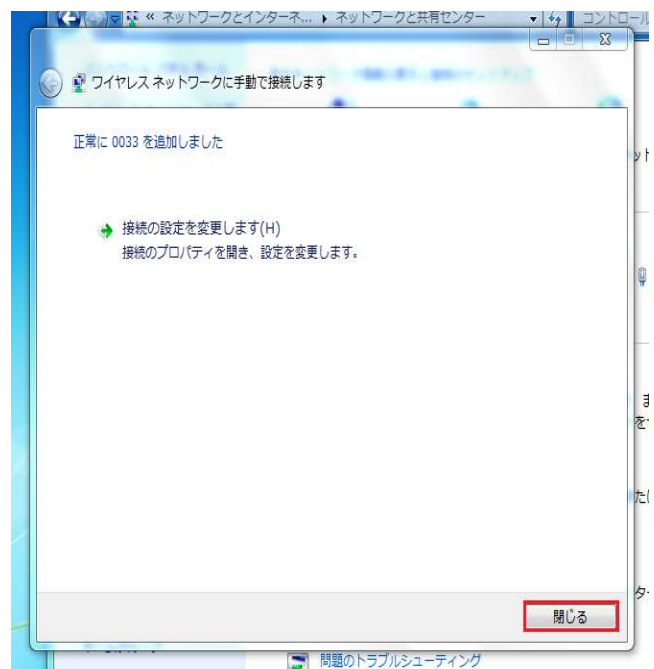 « ネットワークとインターネ... ▸ ネットワークと共有センター
コントロール
ワイヤレス ネットワークに手動で接続します
正常に 0033 を追加しました
接続の設定を変更します(H)
接続のプロパティを開き、設定を変更します。
閉じる
問題のトラブルシューティング